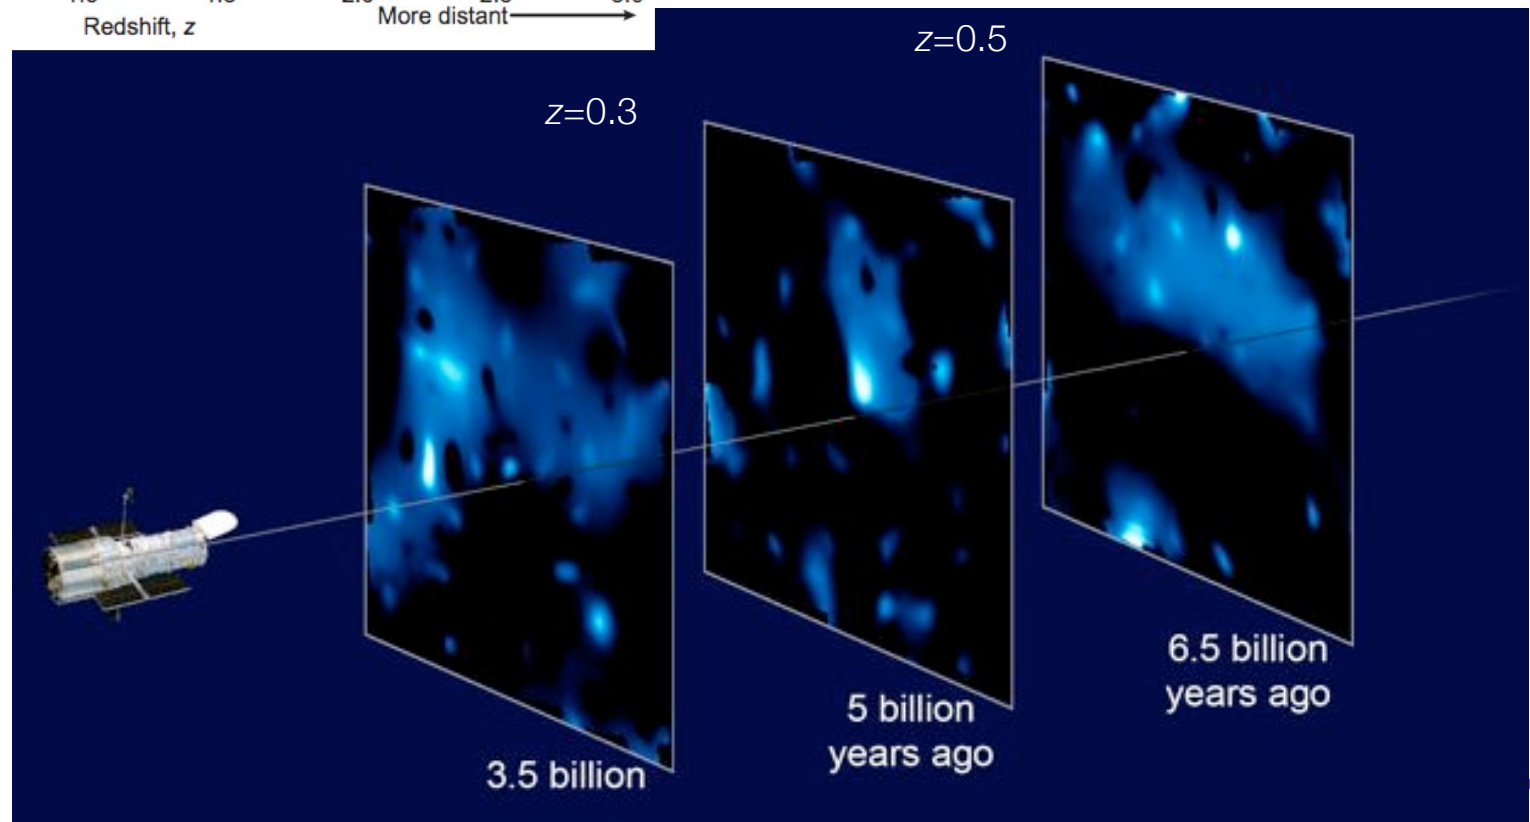 Redshift, z
More distant
z=0.5
z=0.3
6.5 billion
years ago
5 billion
years ago
3.5 billion